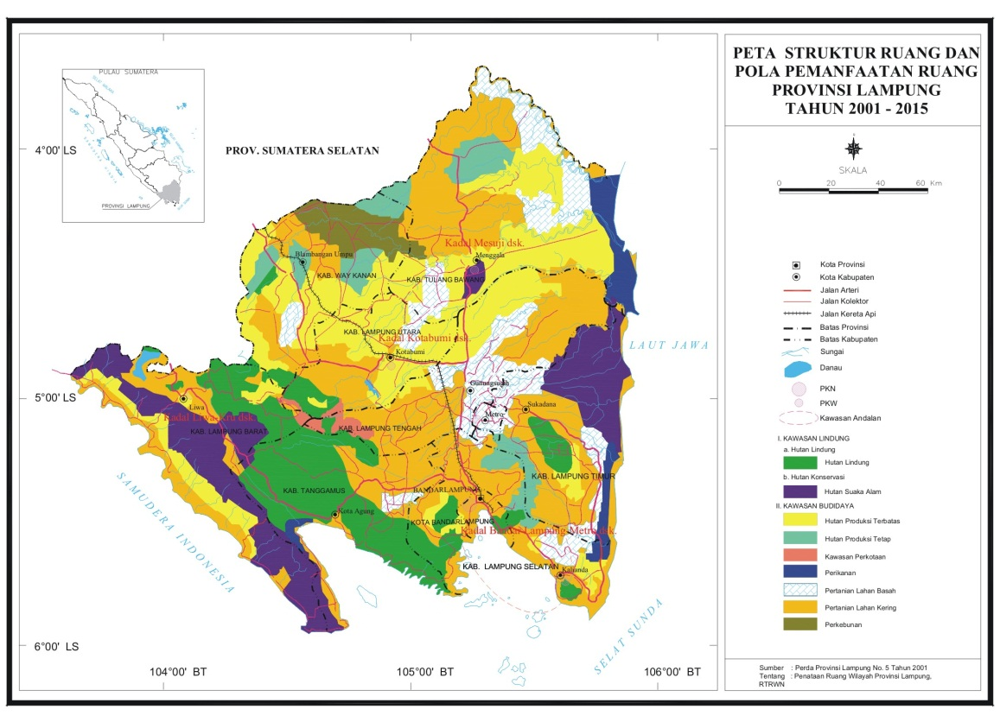 PETA STRUKTUR RUANG DAN
POLA PEMANFAATAN RUANG
PROVINSI LAMPUNG
TAHUN 2001 - 2015
SKALA
0 20 40 60 Km
Kota Provinsi
Kota Kabupaten
Jalan Arteri
Jalan Kolektor
Jalan Kereta Api
Batas Provinsi
Batas Kabupaten
Sungai
Danau
PKN
PKW
Kawasan Andalan
I. KAWASAN LINDUNG
a. Hutan Lindung
Hutan Lindung
b. Hutan Konservasi
Hutan Suaka Alam
II. KAWASAN BUDIDAYA
Hutan Produksi Terbatas
Hutan Produksi Tetap
Kawasan Perkotaan
Perikanan
Pertanian Lahan Basah
Pertanian Lahan Kering
Perkebunan
Sumber : Perda Provinsi Lampung No. 5 Tahun 2001
Tentang : Penataan Ruang Wilayah Provinsi Lampung,
RTRWN
PULAU SUMATERA
PROVINSI LAMPUNG
4°00' LS
5°00' LS
6°00' LS
104°00' BT
105°00' BT
106°00' BT
PROV. SUMATERA SELATAN
Kadal Mesuji dsk.
Blambangan Umpu
Menggala
KAB. WAY KANAN
KAB. TULANG BAWANG
KAB. LAMPUNG UTARA
Kadal Kotabumi dsk.
Kotabumi
LAUT JAWA
Gunungsugih
Liwa
Sukadana
Metro
KAB. LAMPUNG BARAT
KAB. LAMPUNG TENGAH
KAB. LAMPUNG TIMUR
KAB. TANGGAMUS
BANDARLAMPUNG
Kota Agung
KOTA BANDARLAMPUNG
Kadal Bandar Lampung-Metro dsk.
KAB. LAMPUNG SELATAN
Kalianda
SAMUDERA INDONESIA
SELAT SUNDA